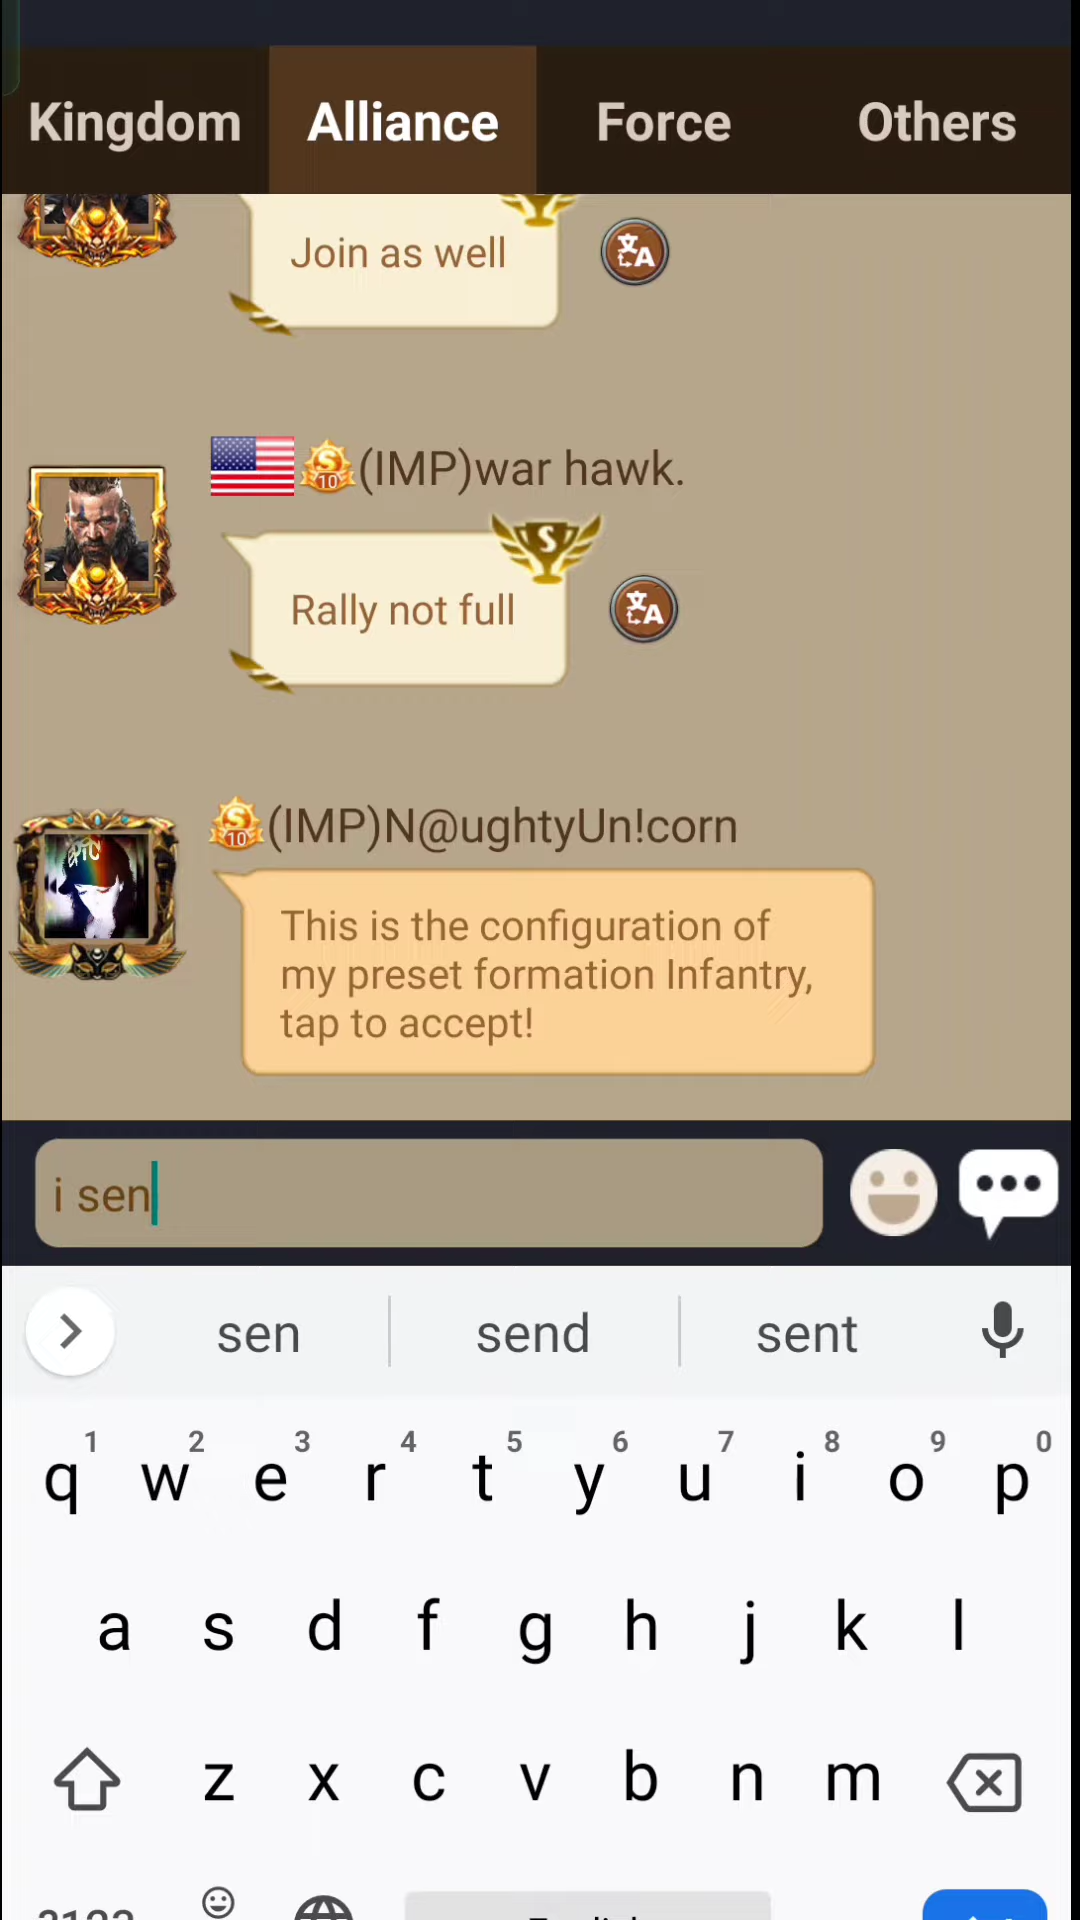 Kingdom Alliance Force Others
Join as well
(IMP)war hawk.
Rally not full
(IMP)N@ughtyUn!corn
This is the configuration of
my preset formation Infantry,
tap to accept!
i sen
sen send sent
1 2 3 4 5 6 7 8 9 0
q w e r t y u i o p
a s d f g h j k l
z x c v b n m